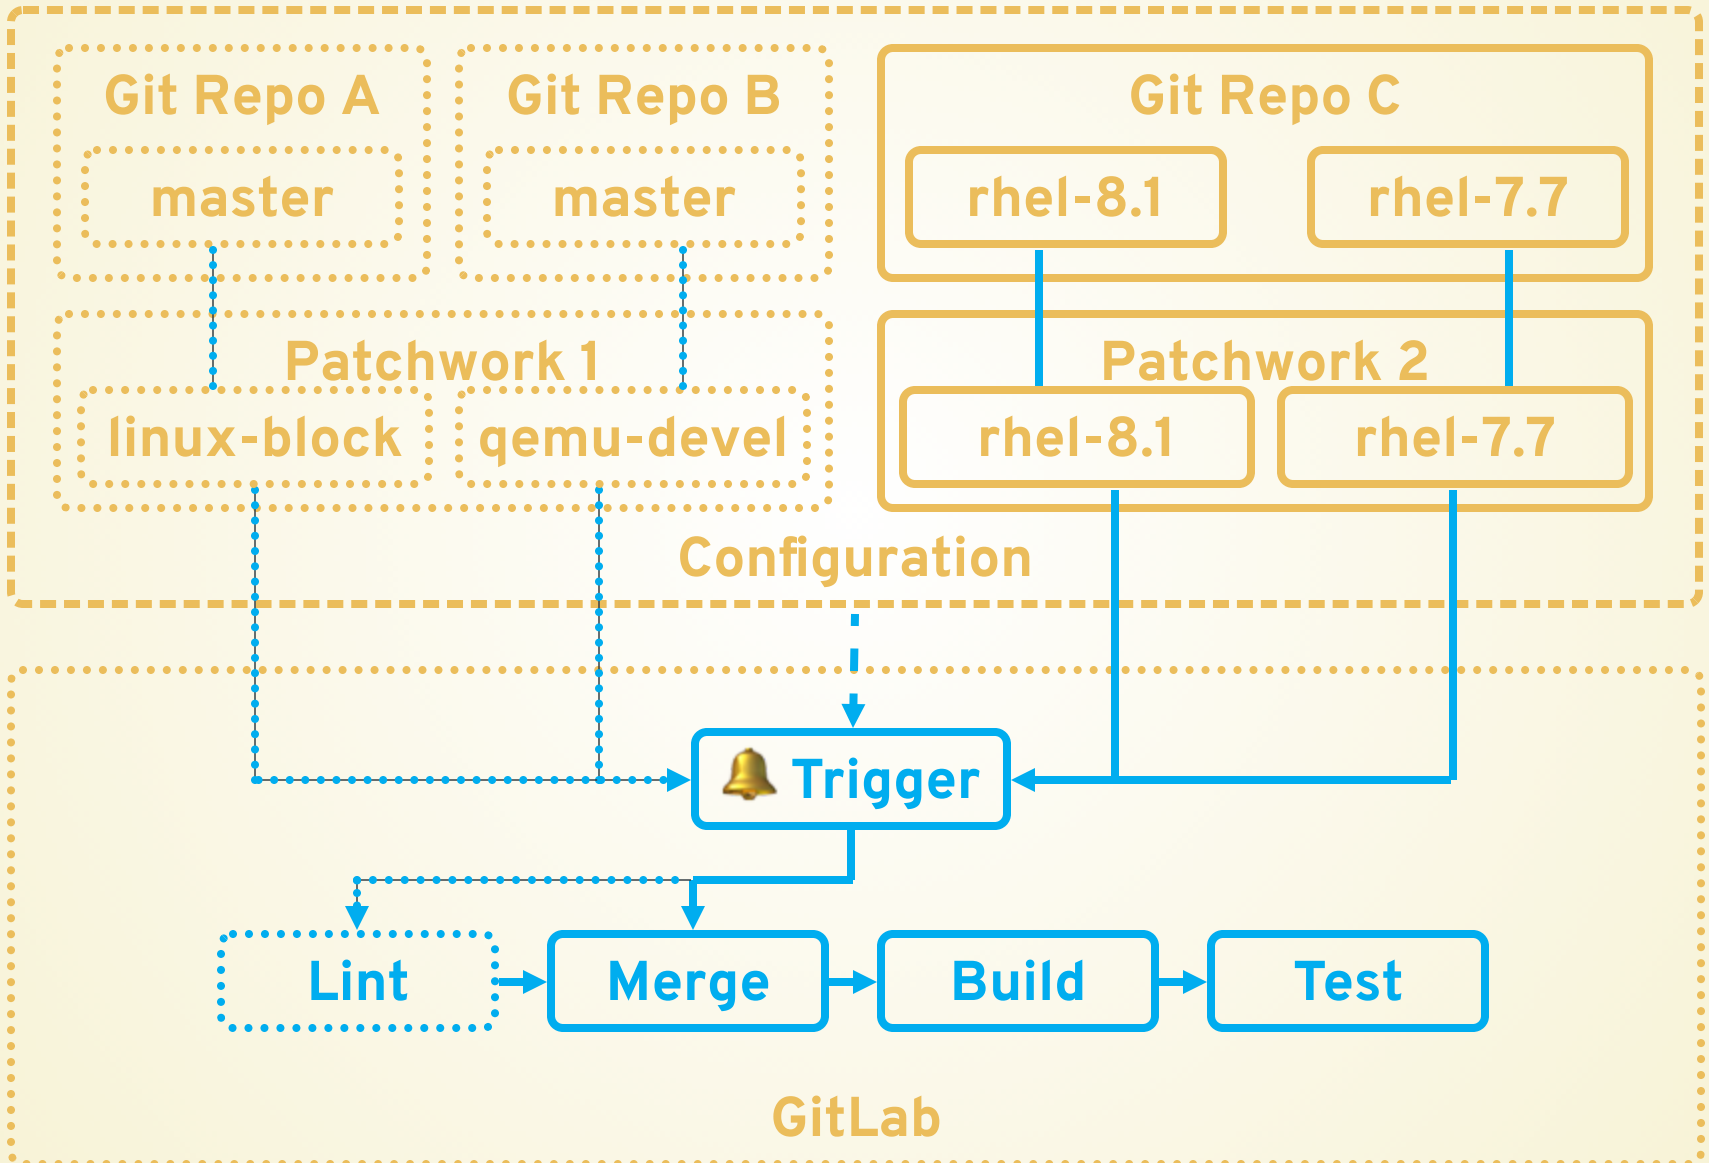 Git Repo A
master
Git Repo B
master
Git Repo C
rhel-8.1
rhel-7.7
Patchwork 1
linux-block
qemu-devel
Patchwork 2
rhel-8.1
rhel-7.7
Configuration
Trigger
Lint
Merge
Build
Test
GitLab